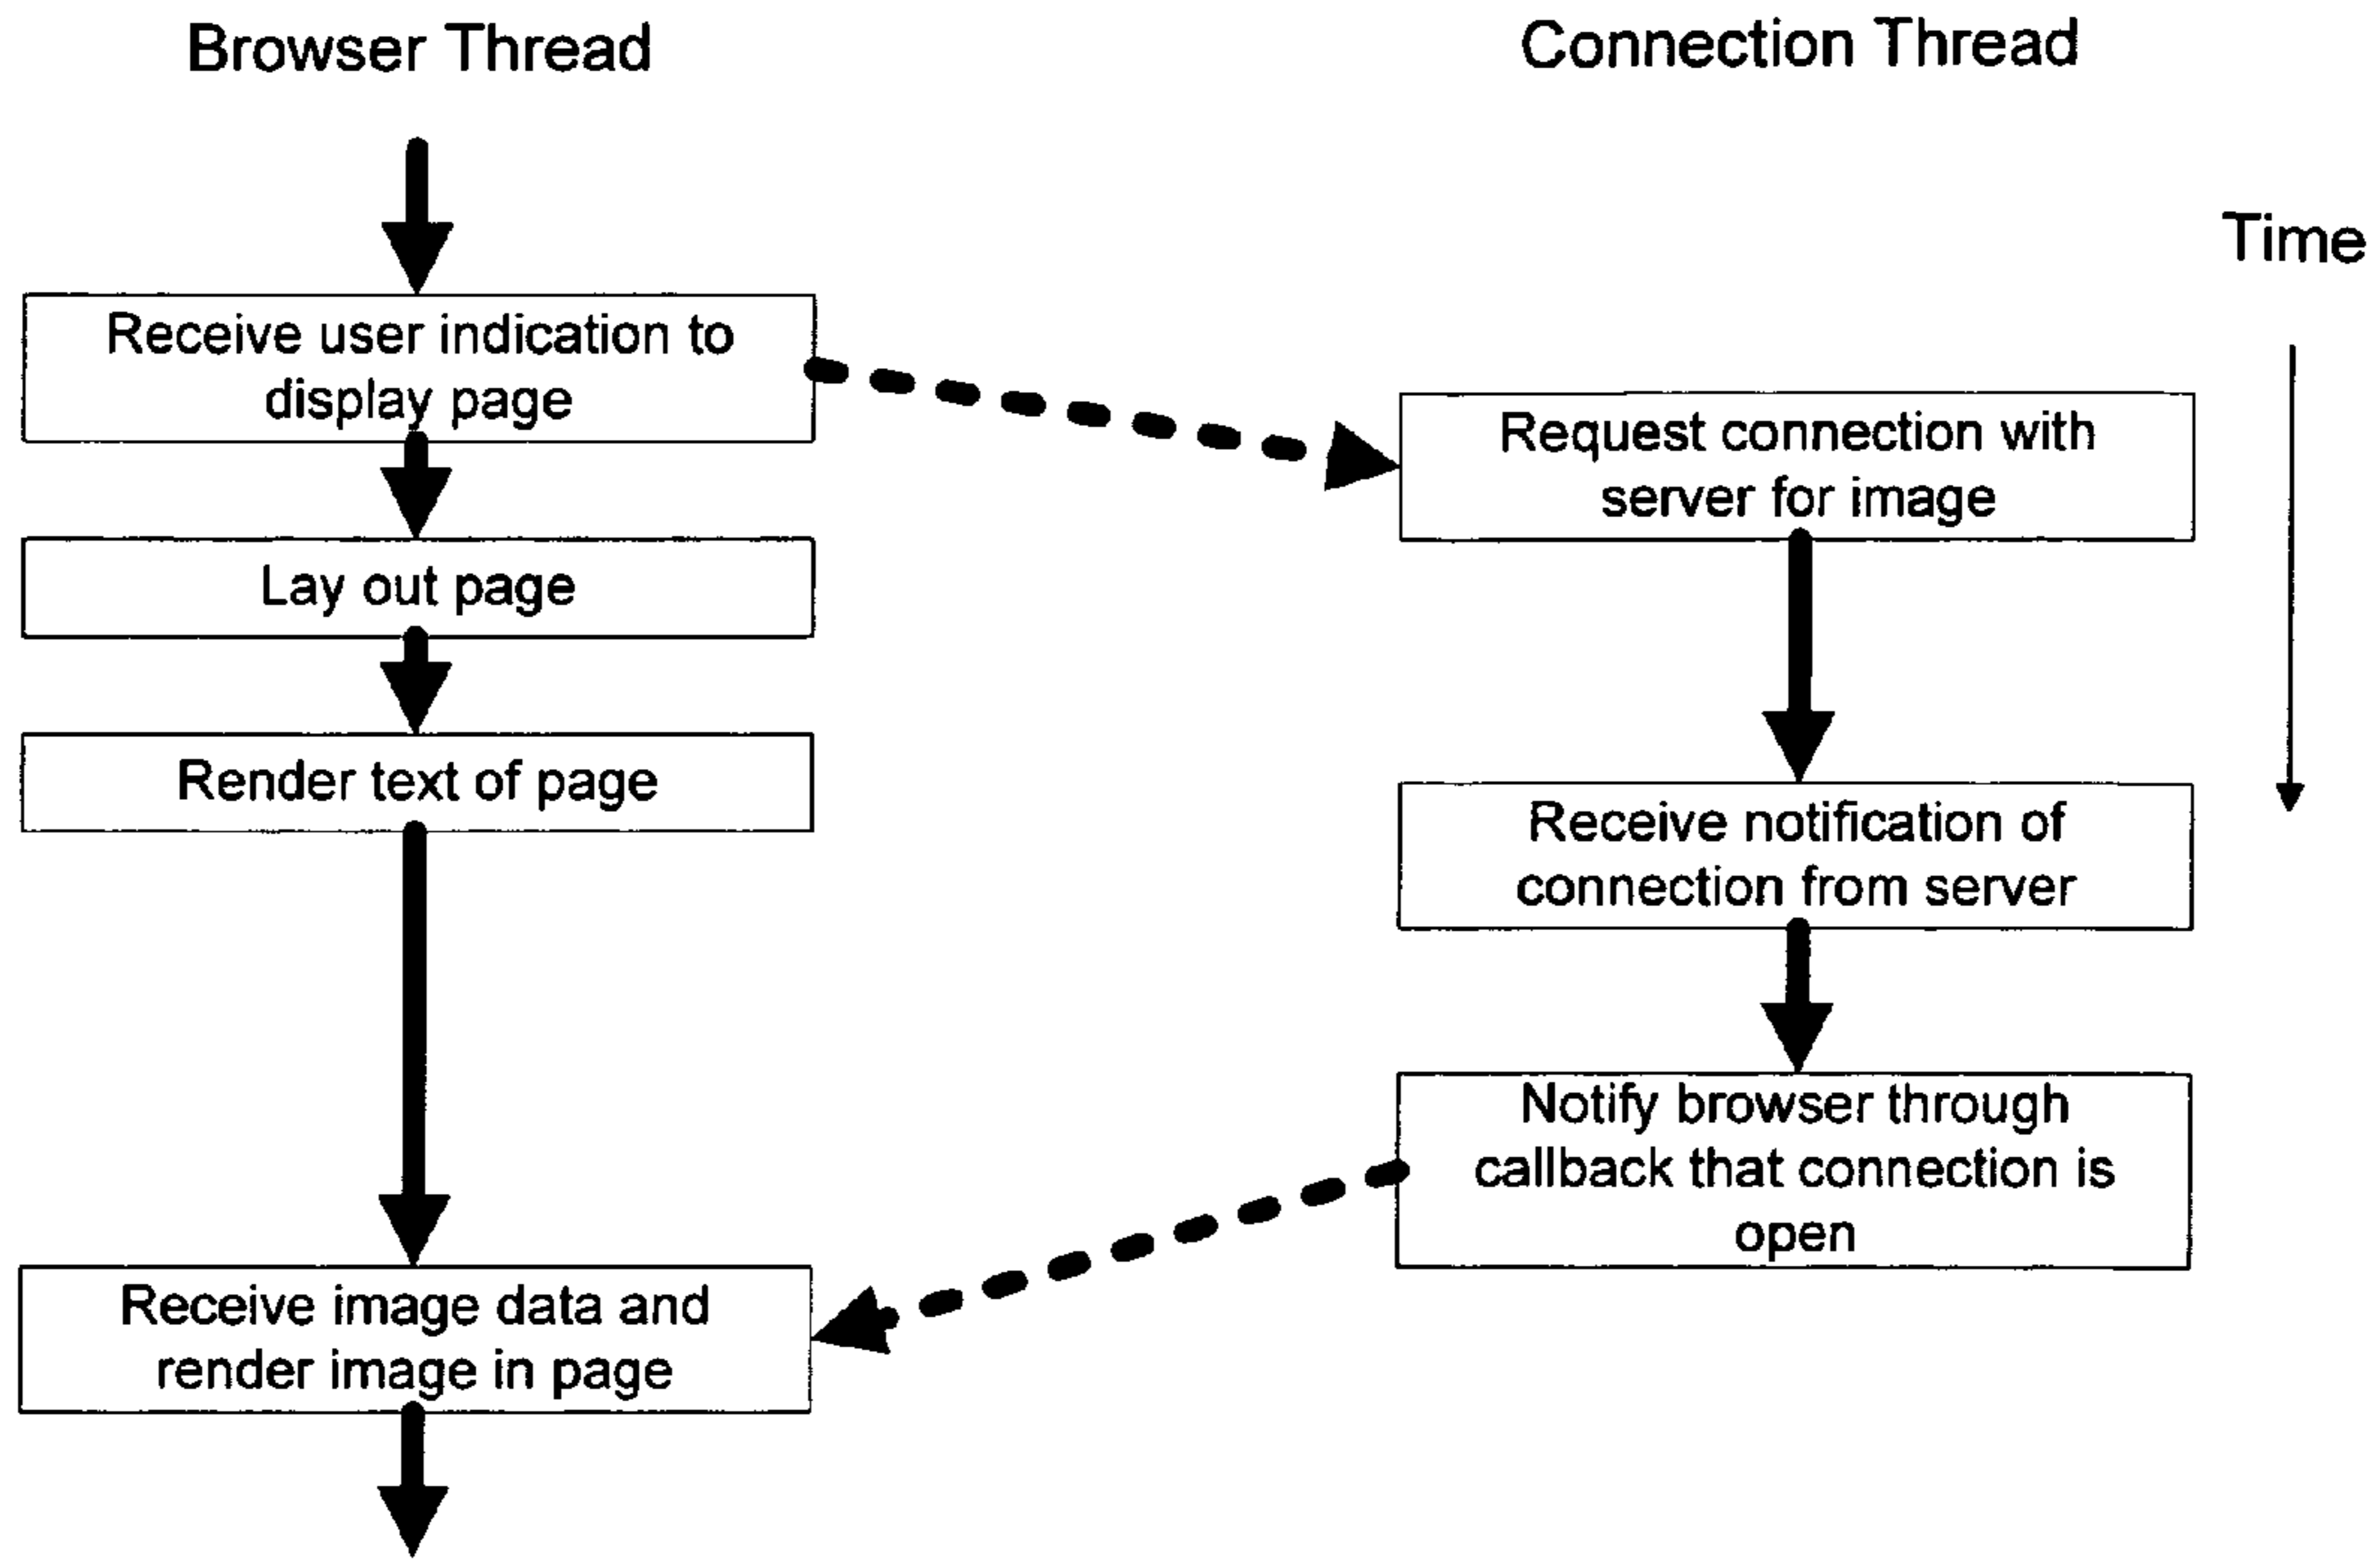 Browser Thread
Connection Thread
Time
Receive user indication to
display page
Request connection with
server for image
Lay out page
Render text of page
Receive notification of
connection from server
Notify browser through
callback that connection is
open
Receive image data and
render image in page